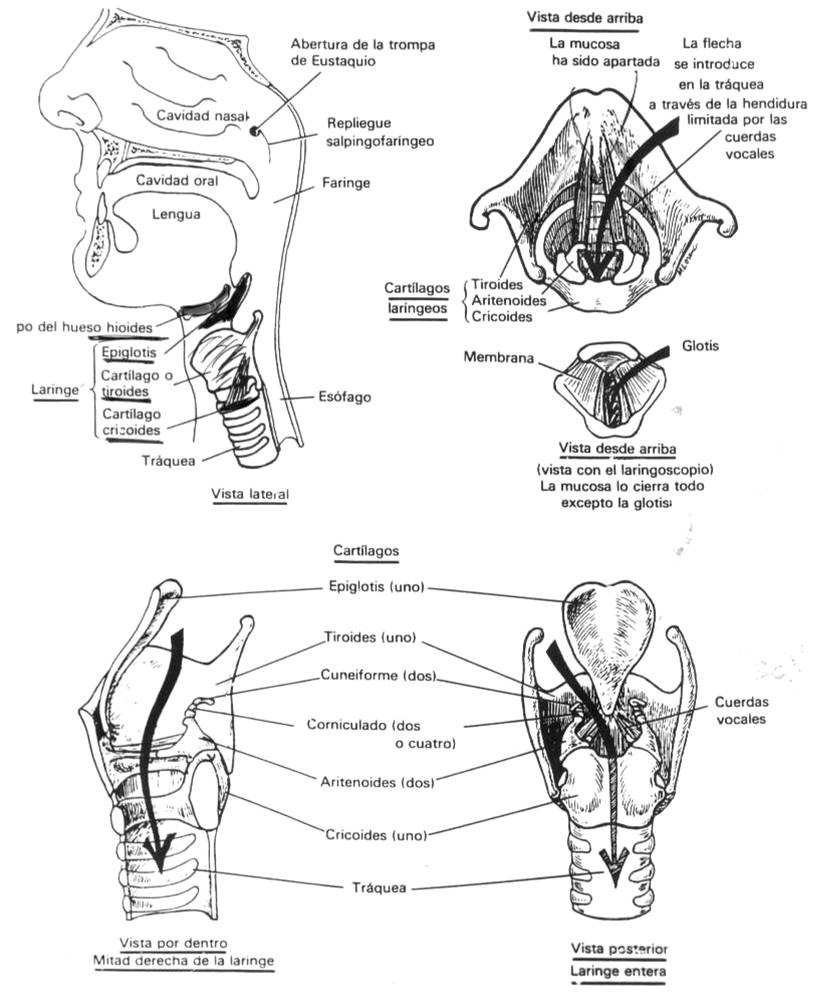 Abertura de la trompa
de Eustaquio
Cavidad nasal
Repliegue
salpingofaríngeo
Cavidad oral
Faringe
Lengua
po del hueso hioides
Epiglotis
Laringe
Cartílago o
tiroides
Cartílago
cricoides
Esófago
Tráquea
Vista lateral
Vista desde arriba
La mucosa
ha sido apartada
La flecha
se introduce
en la tráquea
a través de la hendidura
limitada por las
cuerdas
vocales
Cartílagos
laríngeos
Tiroides
Aritenoides
Cricoides
Membrana
Glotis
Vista desde arriba
(vista con el laringoscopio)
La mucosa lo cierra todo
excepto la glotis
Cartílagos
Epiglotis (uno)
Tiroides (uno)
Cuneiforme (dos)
Corniculado (dos
o cuatro)
Aritenoides (dos)
Cricoides (uno)
Tráquea
Cuerdas
vocales
Vista por dentro
Mitad derecha de la laringe
Vista posterior
Laringe entera